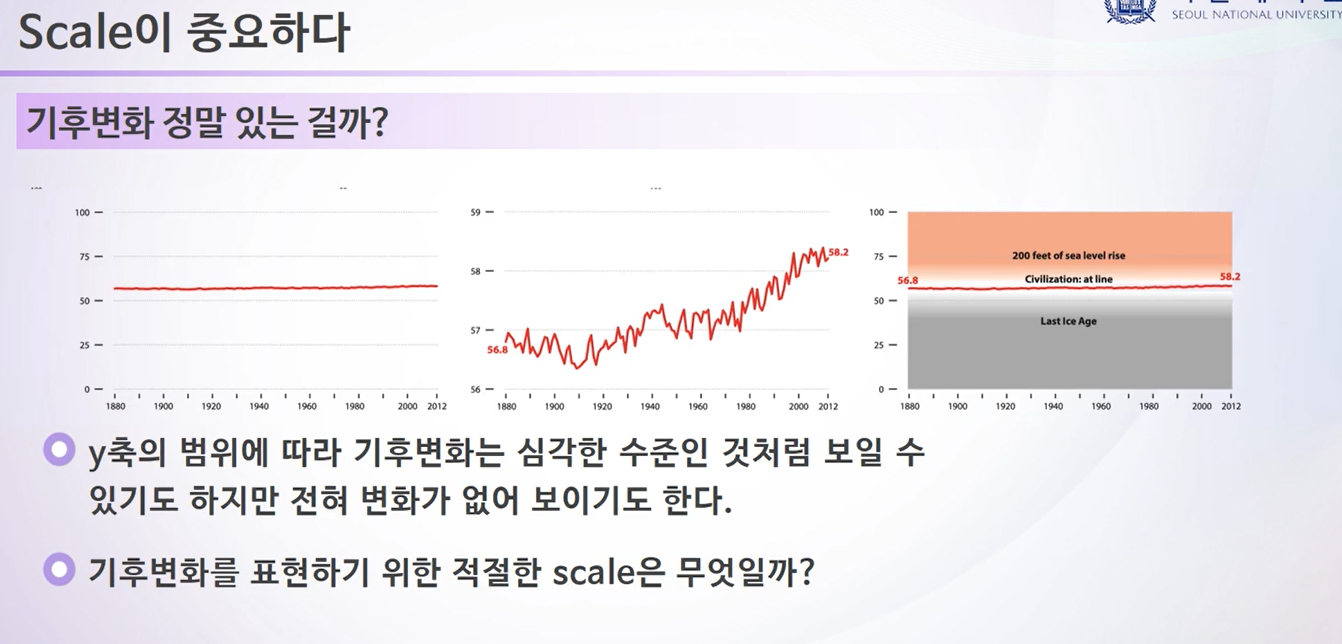 SEOUL NATIONAL UNIVERSITY
Scale이 중요하다
기후변화 정말 있는 걸까?
100
75
50
25
0
1880 1900 1920 1940 1960 1980 2000 2012
59
58
57
56
56.8
58.2
1880 1900 1920 1940 1960 1980 2000 2012
100
75
50
25
0
200 feet of sea level rise
56.8 Civilization: at line 58.2
Last Ice Age
1880 1900 1920 1940 1960 1980 2000 2012
y축의 범위에 따라 기후변화는 심각한 수준인 것처럼 보일 수
있기도 하지만 전혀 변화가 없어 보이기도 한다.
기후변화를 표현하기 위한 적절한 scale은 무엇일까?